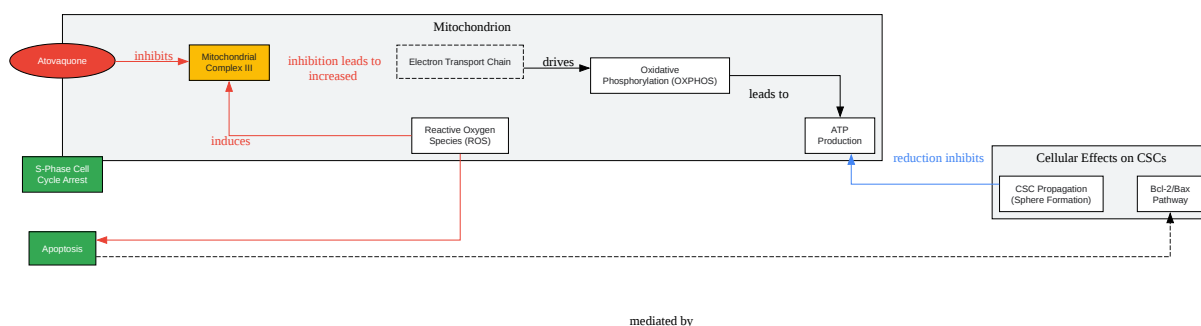 Mitochondrion
Atovaquone
inhibits
Mitochondrial
Complex III
inhibition leads to
increased
Electron Transport Chain
drives
Oxidative
Phosphorylation (OXPHOS)
leads to
induces
Reactive Oxygen
Species (ROS)
ATP
Production
reduction inhibits
Cellular Effects on CSCs
CSC Propagation
(Sphere Formation)
Bcl-2/Bax
Pathway
S-Phase Cell
Cycle Arrest
Apoptosis
mediated by